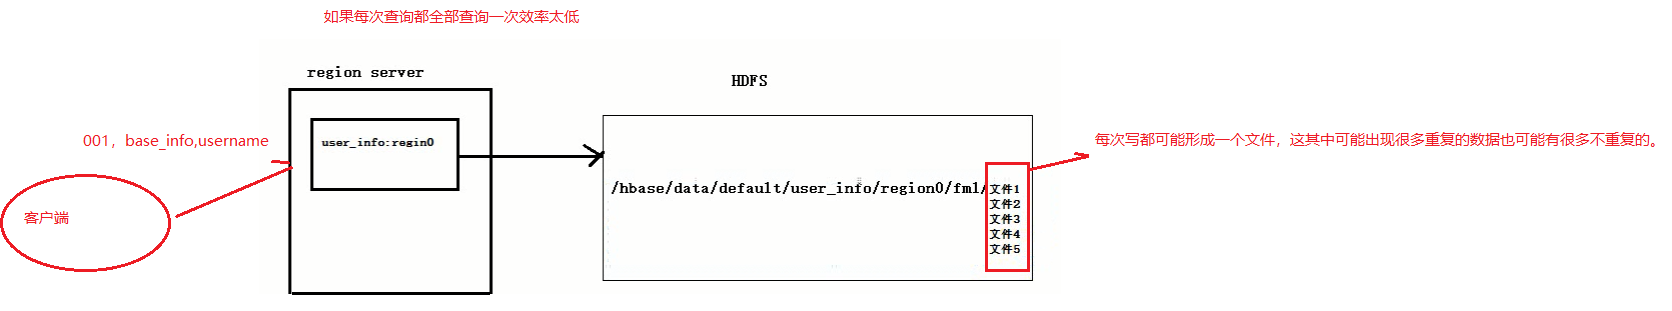 如果每次查询都全部查询一次效率太低
region server
HDFS
001，base_info,username
user_info:regin0
每次写都可能形成一个文件，这其中可能出现很多重复的数据也可能有很多不重复的。
/hbase/data/default/user_info/region0/fml/
文件1
文件2
文件3
文件4
文件5
客户端